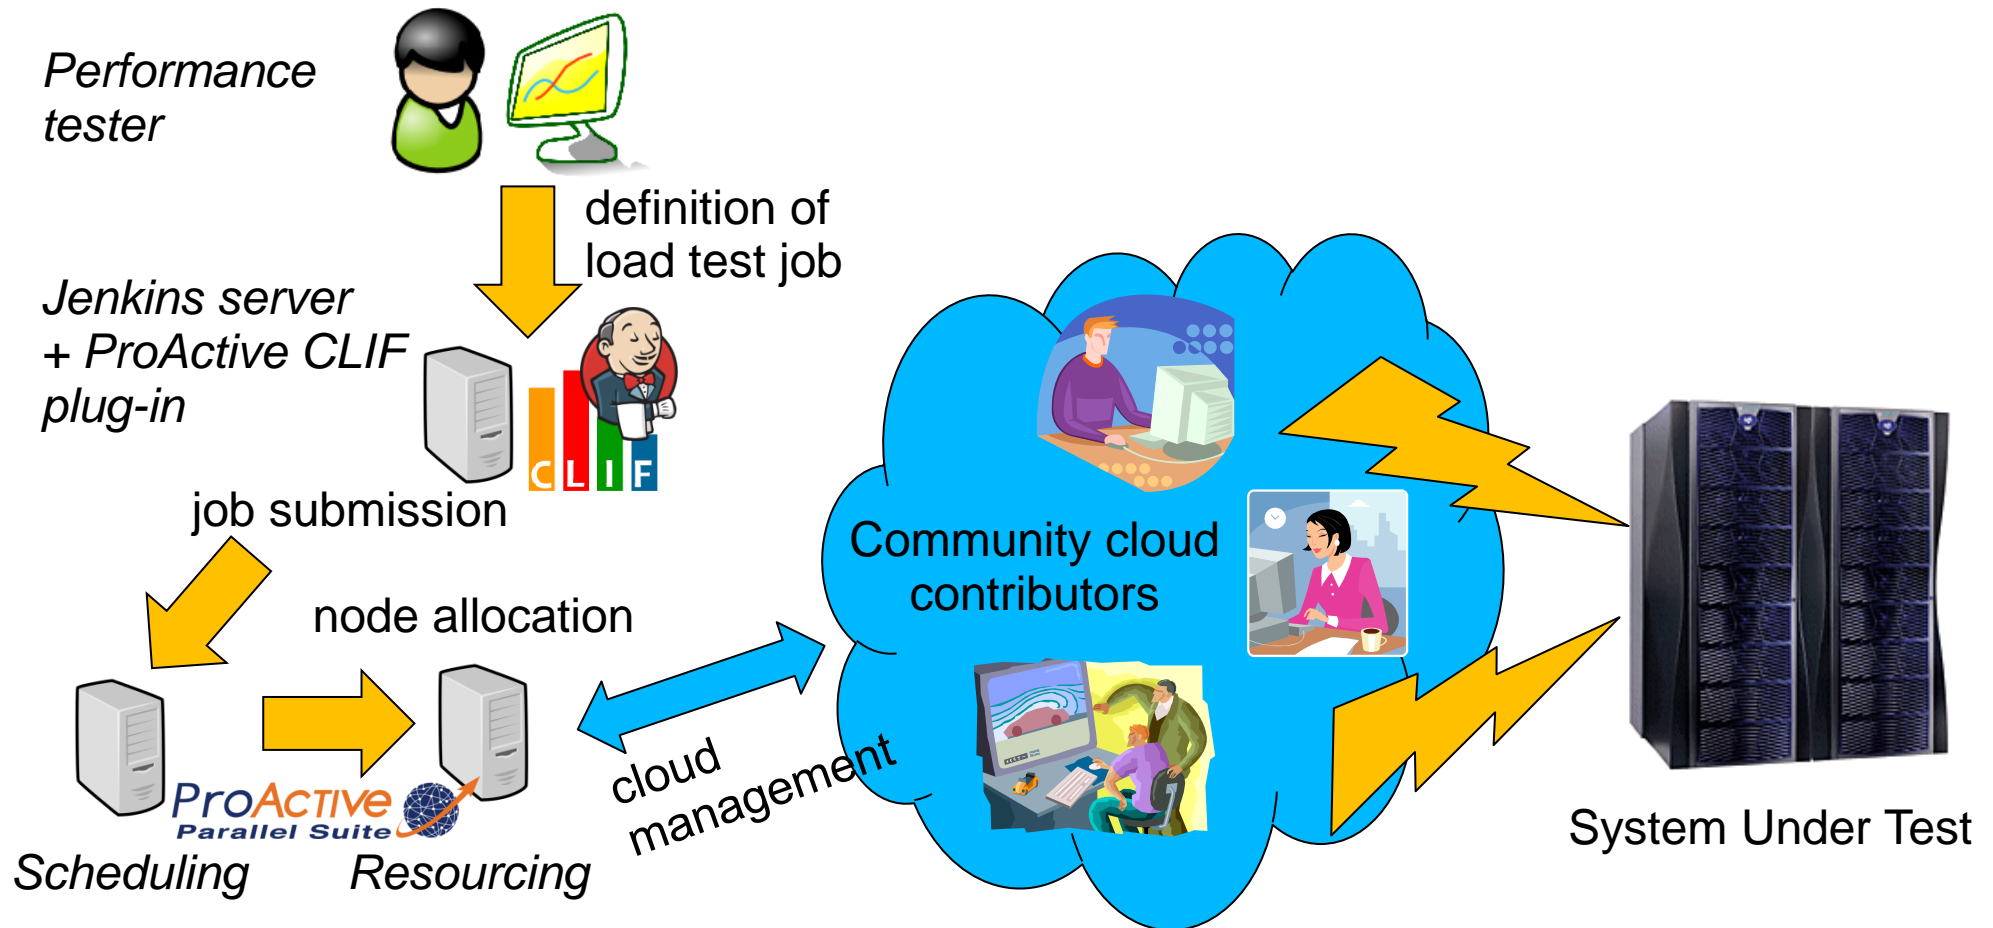 Performance
tester
definition of
load test job
Jenkins server
+ ProActive CLIF
plug-in
CLIF
job submission
node allocation
Community cloud
contributors
cloud
management
ProActive
Parallel Suite
Scheduling
Resourcing
System Under Test